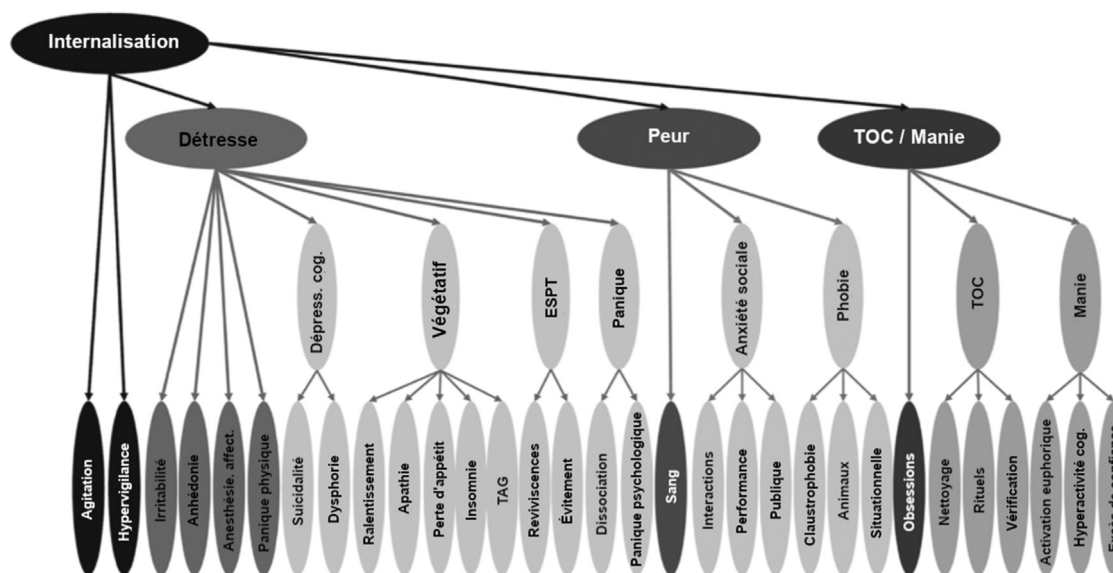 Internalisation
Détresse
Peur
TOC / Manie
Dépress. cog.
Végétatif
ESPT
Panique
Anxiété sociale
Phobie
TOC
Manie
Agitation
Hypervigilance
Irritabilité
Anhédonie
Anesthésie. affect.
Panique physique
Suicidalité
Dysphorie
Ralentissement
Apathie
Perte d'appétit
Insomnie
TAG
Reviviscences
Évitement
Dissociation
Panique psychologique
Sang
Interactions
Performance
Publique
Claustrophobie
Animaux
Situationnelle
Obsessions
Nettoyage
Rituels
Vérification
Activation euphorique
Hyperactivité cog.